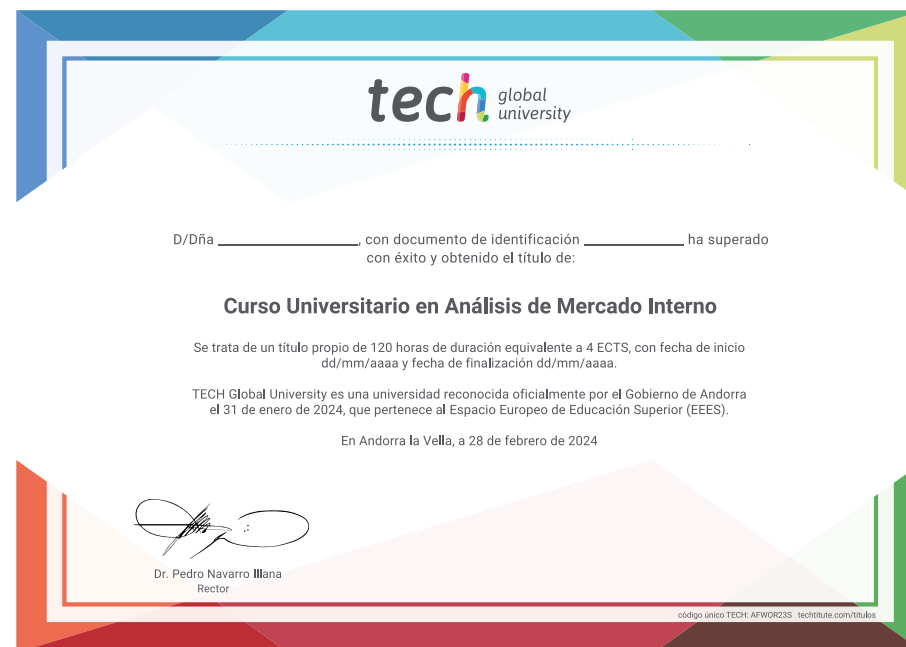 tech global university
D/Dña ______________, con documento de identificación __________ ha superado
con éxito y obtenido el título de:
Curso Universitario en Análisis de Mercado Interno
Se trata de un título propio de 120 horas de duración equivalente a 4 ECTS, con fecha de inicio
dd/mm/aaaa y fecha de finalización dd/mm/aaaa.
TECH Global University es una universidad reconocida oficialmente por el Gobierno de Andorra
el 31 de enero de 2024, que pertenece al Espacio Europeo de Educación Superior (EEES).
En Andorra la Vella, a 28 de febrero de 2024
Dr. Pedro Navarro Illana
Rector
código único TECH: AFWOR23S techtitute.com/titulos